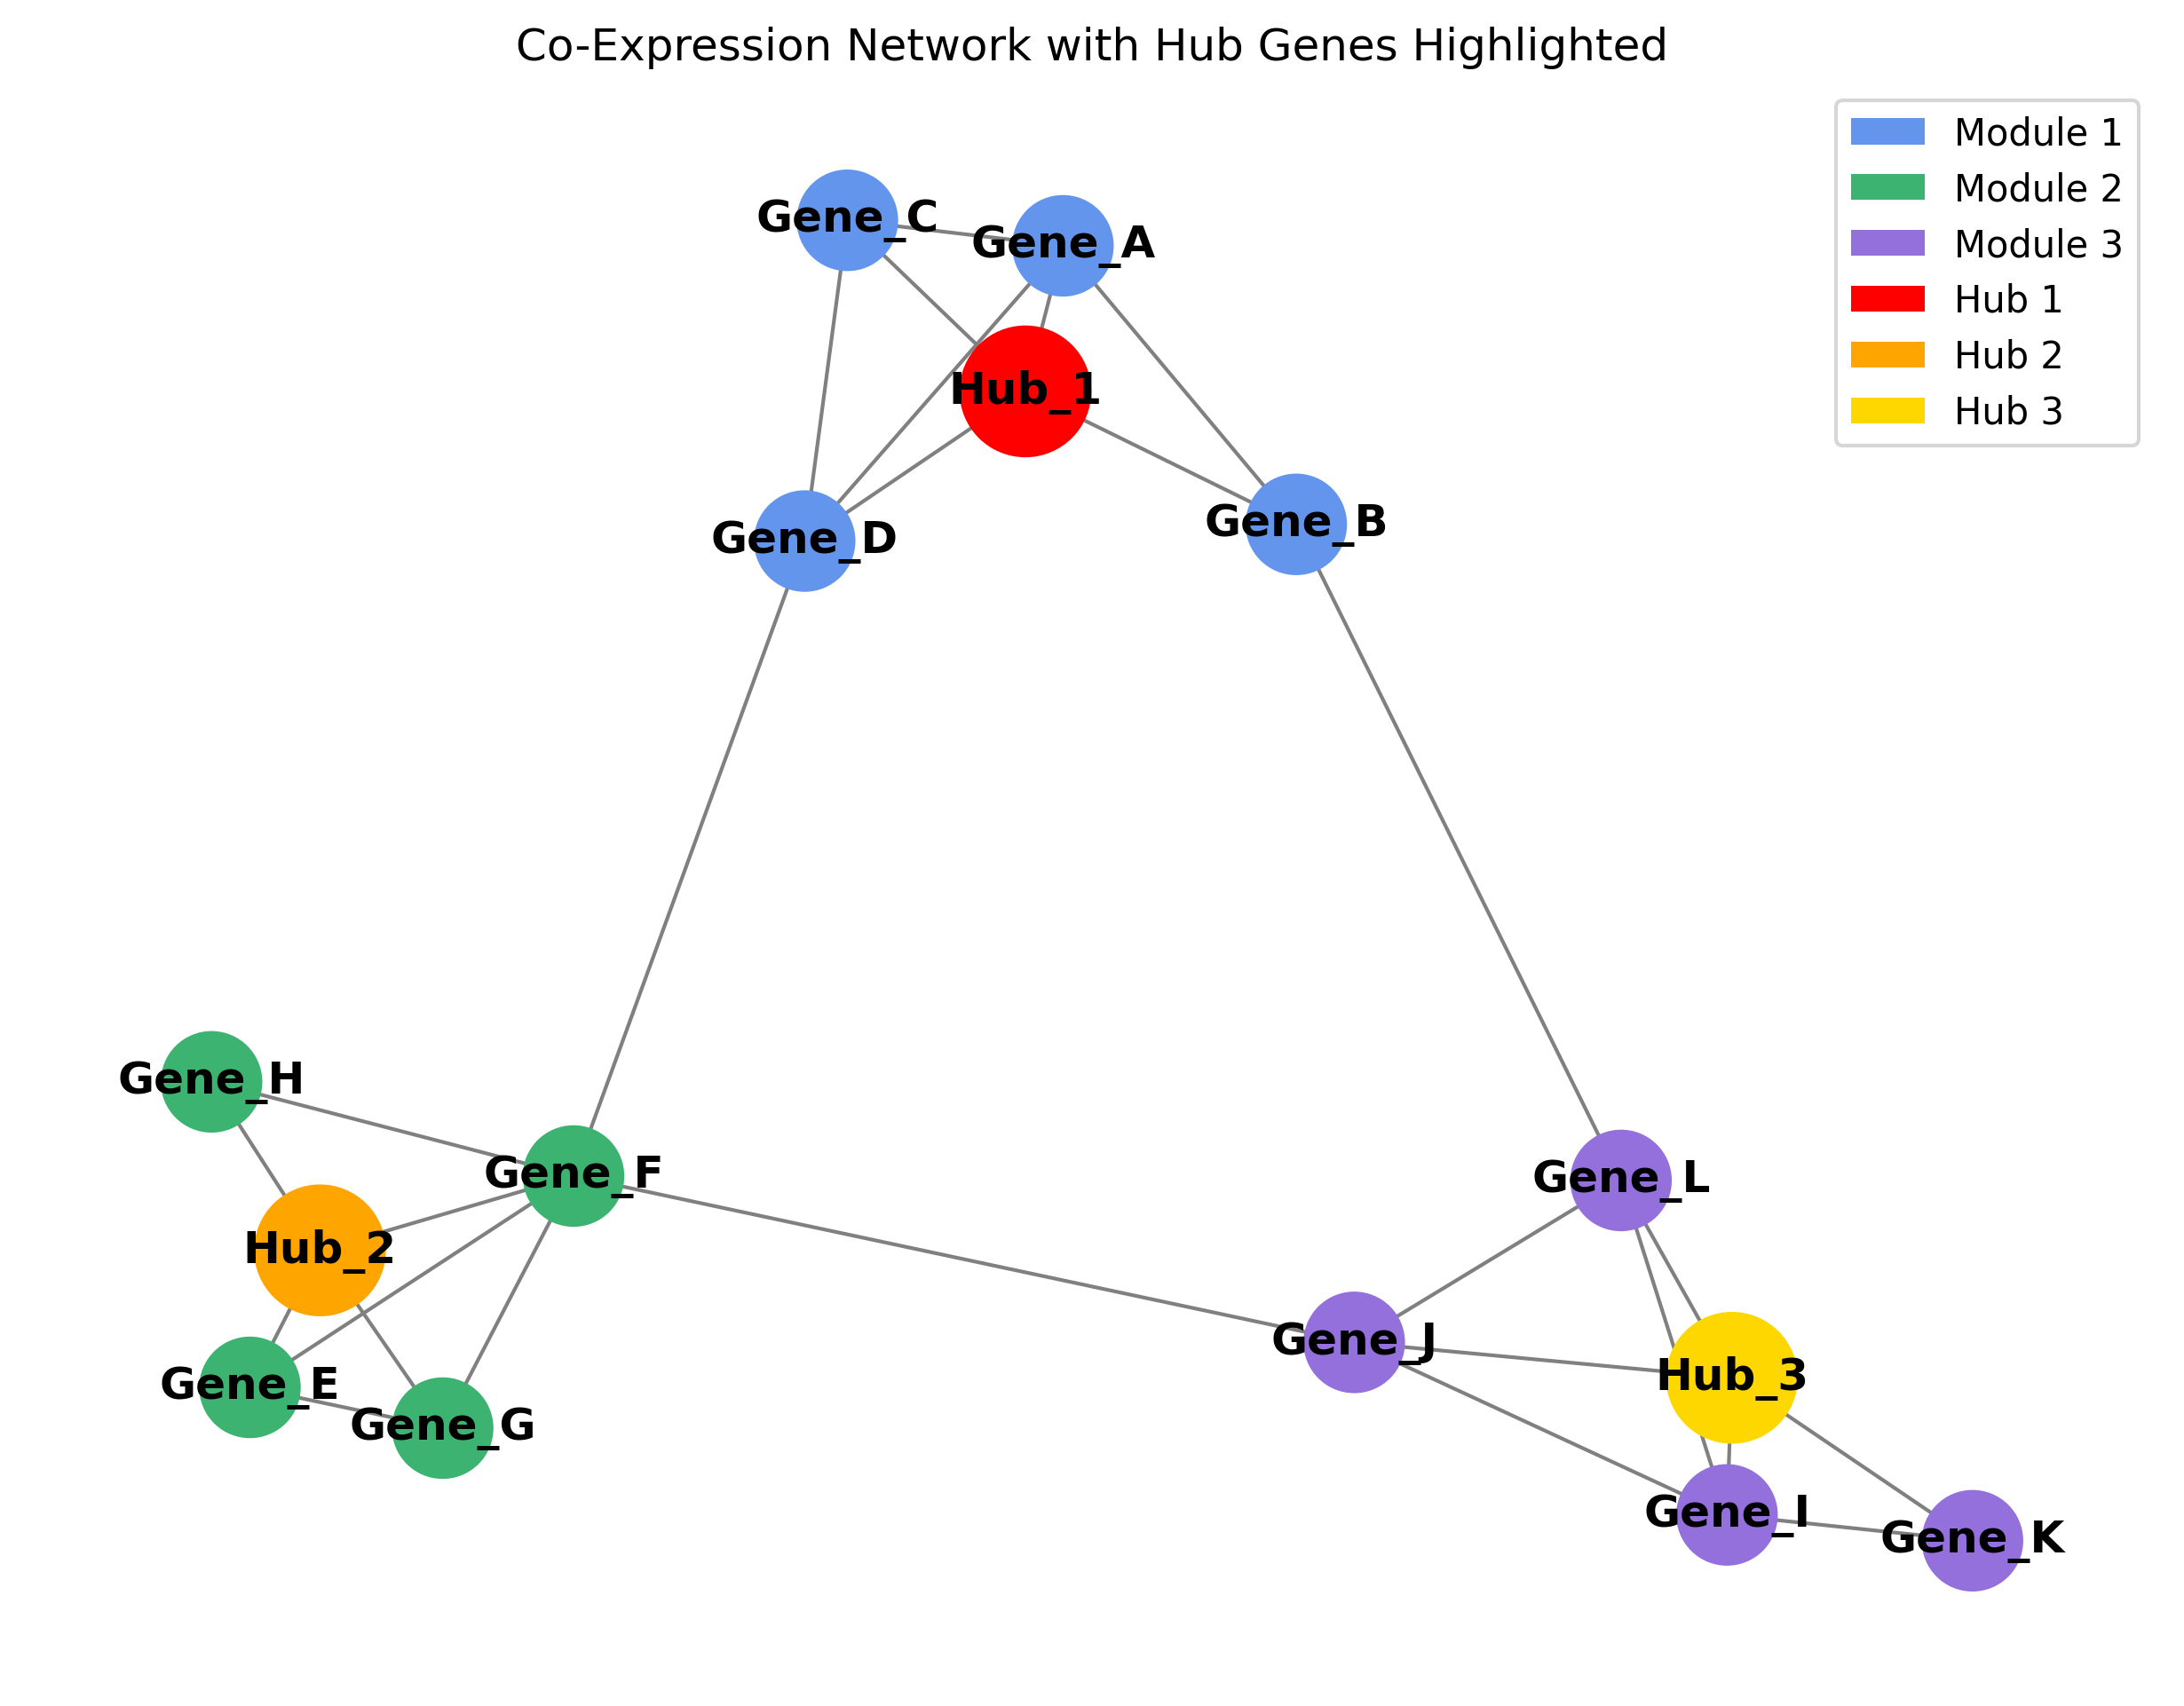 Co-Expression Network with Hub Genes Highlighted
Module 1
Module 2
Module 3
Hub 1
Hub 2
Hub 3
Gene_C
Gene_A
Hub_1
Gene_B
Gene_D
Gene_H
Gene_F
Gene_L
Hub_2
Gene_J
Hub_3
Gene_E
Gene_G
Gene_I
Gene_K